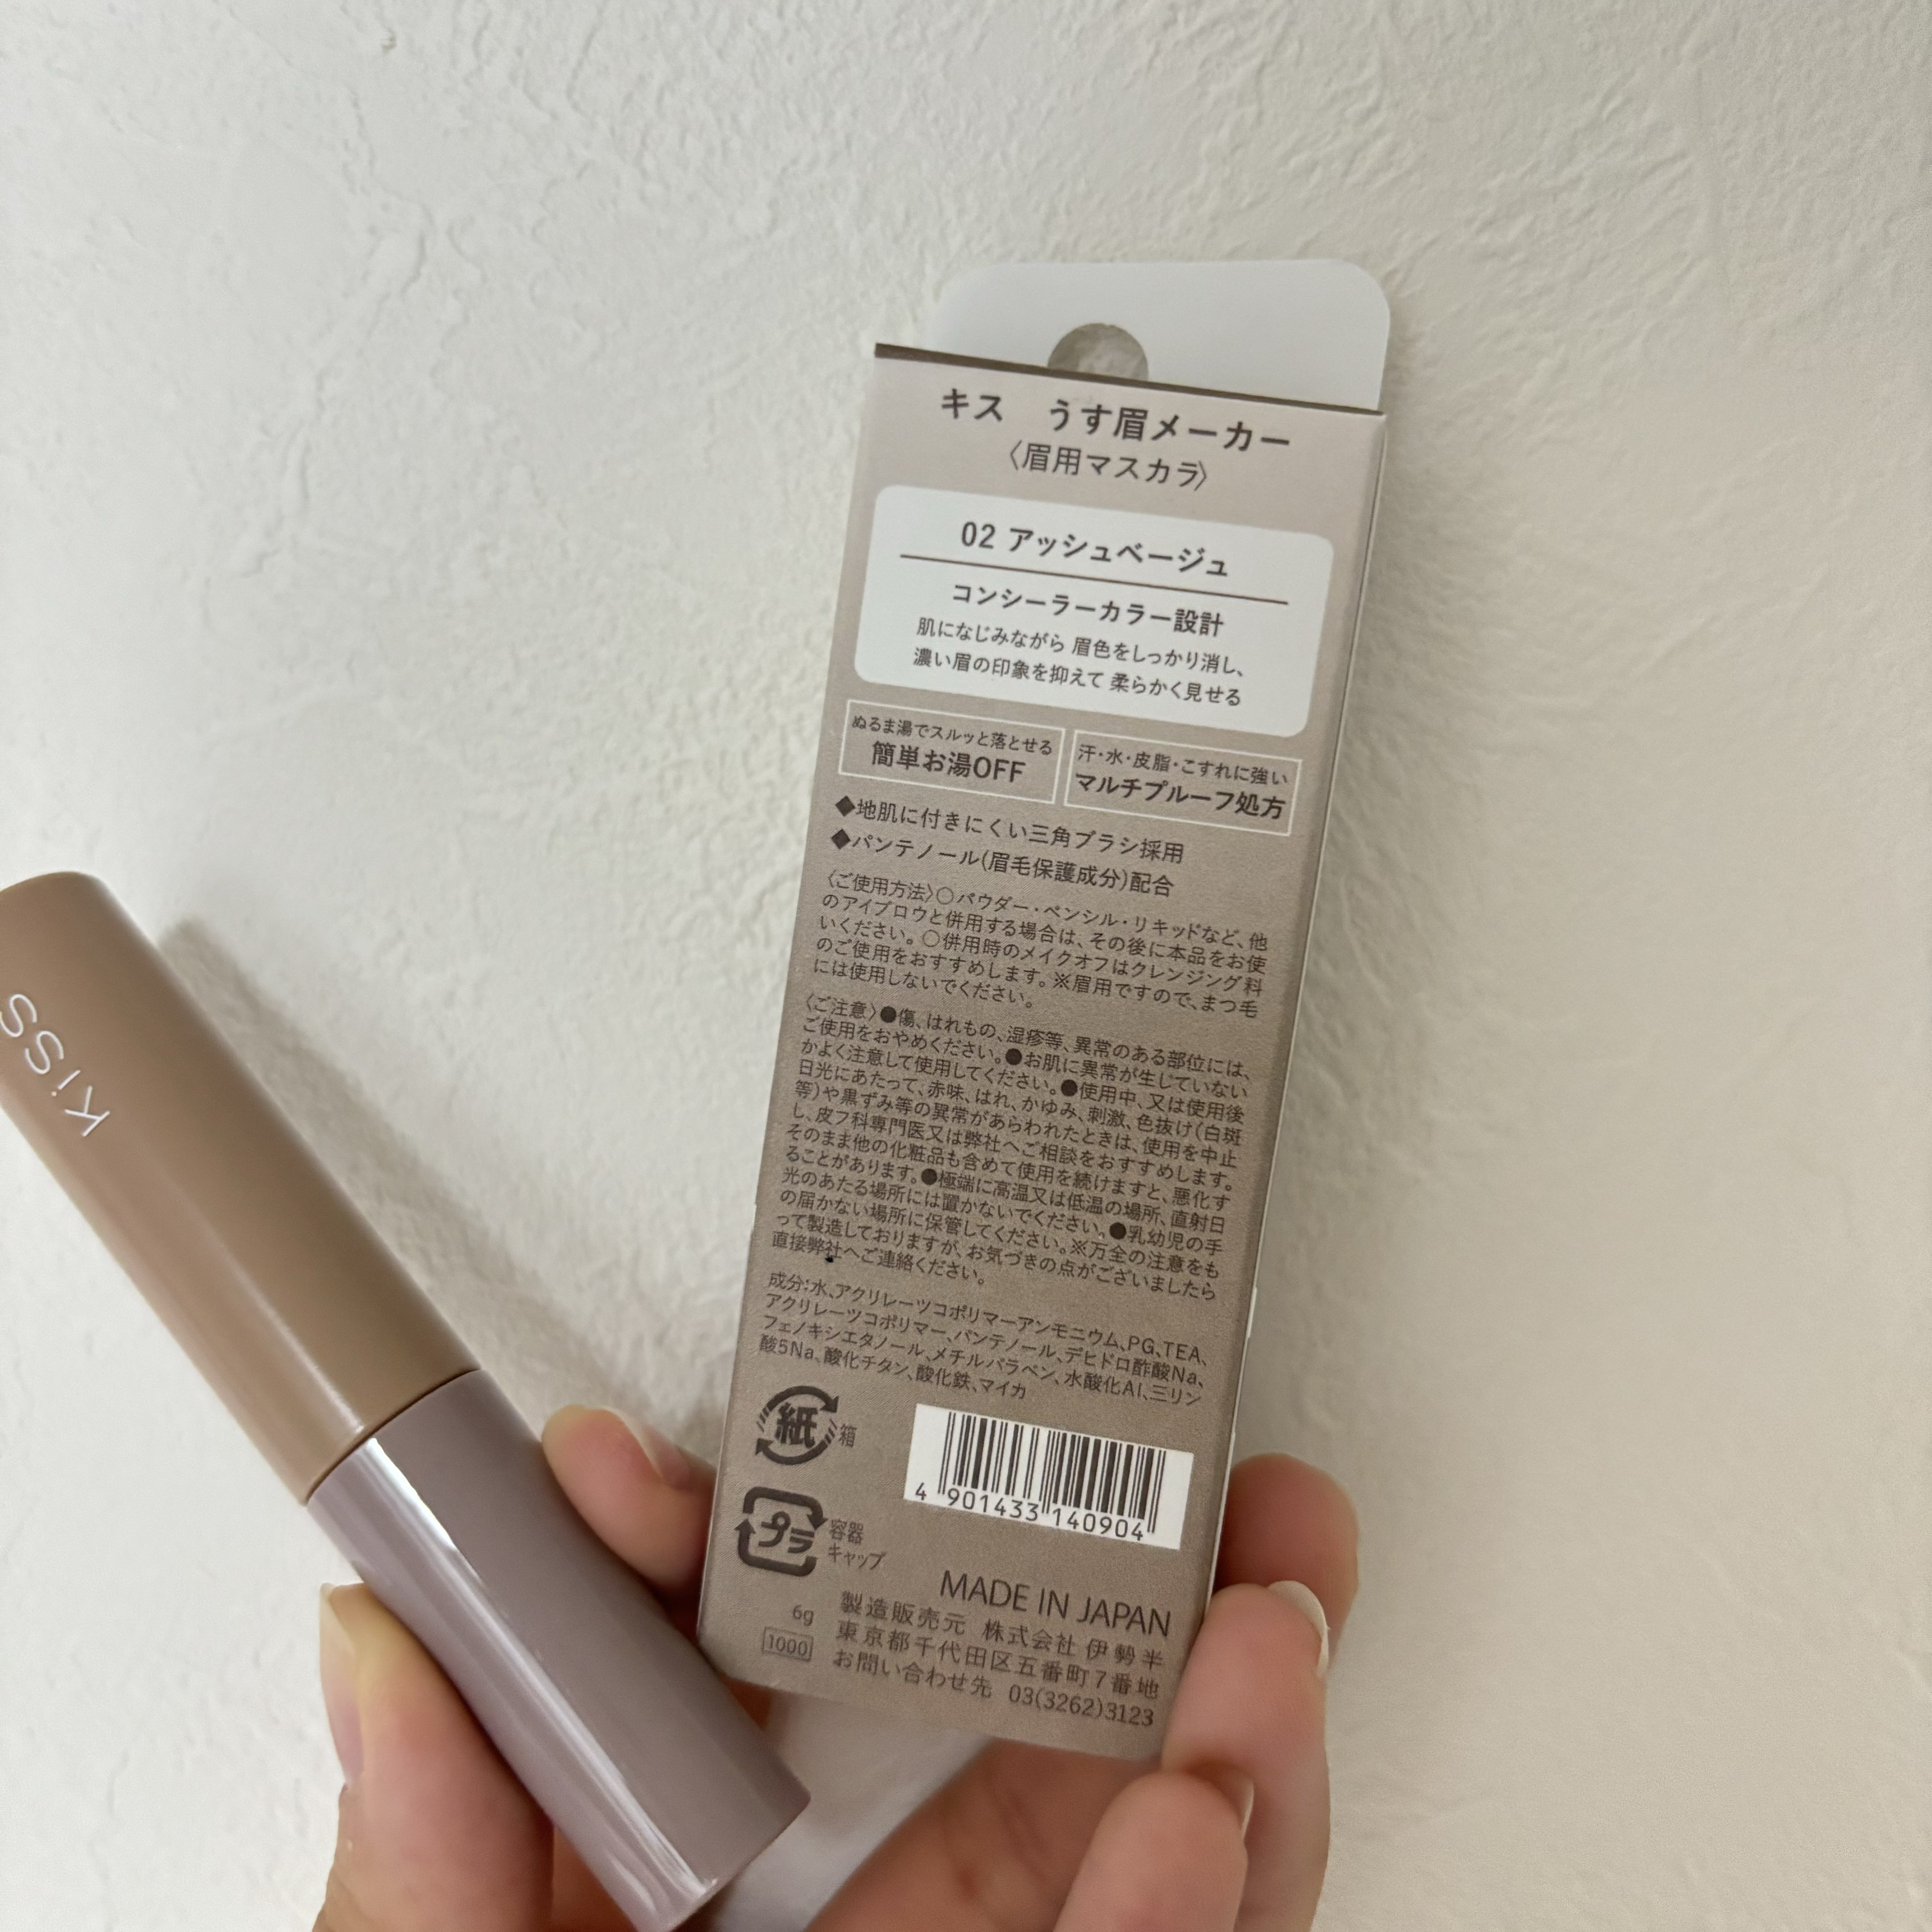 キス うす眉メーカー
〈眉用マスカラ〉
02 アッシュベージュ
コンシーラーカラー設計
肌になじみながら 眉色をしっかり消し、
濃い眉の印象を抑えて 柔らかく見せる
ぬるま湯でスルッと落とせる
簡単お湯OFF
汗・水・皮脂・こすれに強い
マルチプルーフ処方
◆地肌に付きにくい三角ブラシ採用
◆パンテノール(眉毛保護成分)配合
〈ご使用方法〉○パウダー・ペンシル・リキッドなど、他
のアイブロウと併用する場合は、その後に本品をお使
いください。○併用時のメイクオフはクレンジング料
のご使用をおすすめします。※眉用ですので、まつ毛
には使用しないでください。
〈ご注意〉●傷、はれもの、湿疹等、異常のある部位には、
ご使用をおやめください。●お肌に異常が生じていない
かよく注意して使用してください。●使用中、又は使用後
日光にあたって、赤味、はれ、かゆみ、刺激、色抜け(白斑
等)や黒ずみ等の異常があらわれたときは、使用を中止
し、皮フ科専門医又は弊社へご相談をおすすめします。
そのまま他の化粧品も含めて使用を続けますと、悪化す
ることがあります。●極端に高温又は低温の場所、直射日
光のあたる場所には置かないでください。●乳幼児の手
の届かない場所に保管してください。※万全の注意をも
って製造しておりますが、お気づきの点がございましたら
直接弊社へご連絡ください。
成分:水、アクリレーツコポリマーアンモニウム、PG、TEA、
アクリレーツコポリマー、パンテノール、デヒドロ酢酸Na、
フェノキシエタノール、メチルパラベン、水酸化Al、三リン
酸5Na、酸化チタン、酸化鉄、マイカ
紙 箱
プラ 容器
キャップ
4 901433 140904
MADE IN JAPAN
6g
1000
製造販売元 株式会社 伊勢半
東京都千代田区五番町7番地
お問い合わせ先 03(3262)3123
KiSS